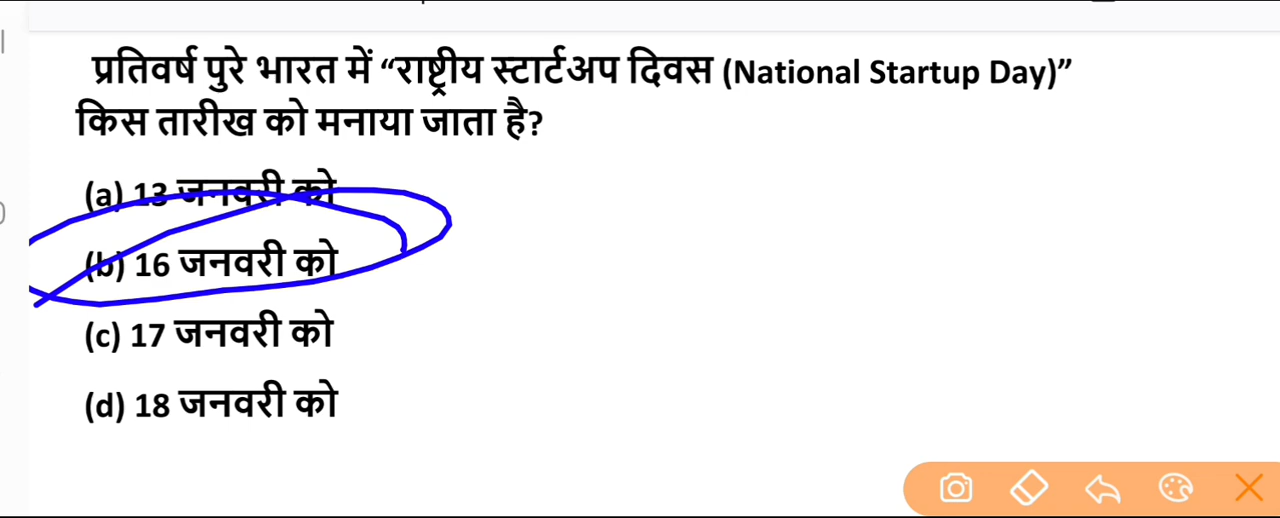 प्रतिवर्ष पुरे भारत में “राष्ट्रीय स्टार्टअप दिवस (National Startup Day)”
किस तारीख को मनाया जाता है?
(a) 13 जनवरी को
(b) 16 जनवरी को
(c) 17 जनवरी को
(d) 18 जनवरी को